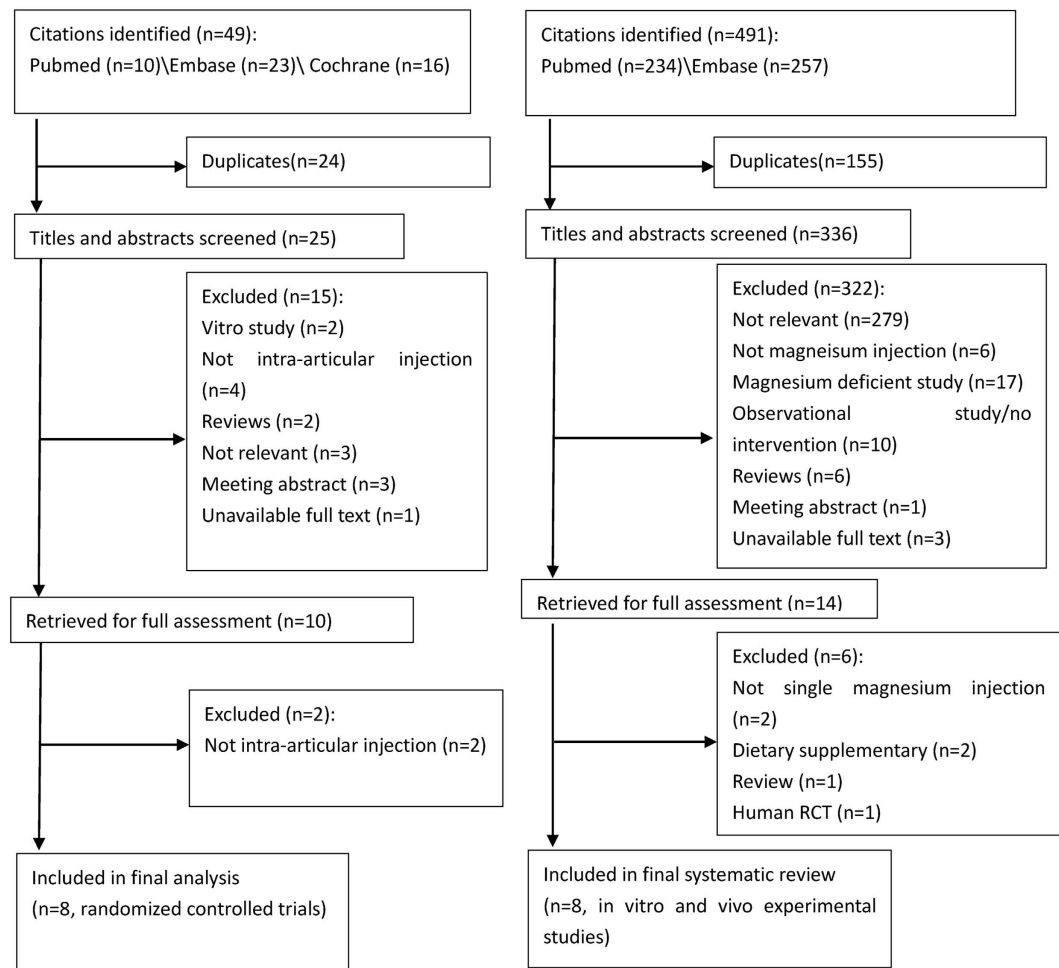 Citations identified (n=49):
Pubmed (n=10)\Embase (n=23)\ Cochrane (n=16)
Duplicates(n=24)
Titles and abstracts screened (n=25)
Excluded (n=15):
Vitro study (n=2)
Not intra-articular injection
(n=4)
Reviews (n=2)
Not relevant (n=3)
Meeting abstract (n=3)
Unavailable full text (n=1)
Retrieved for full assessment (n=10)
Excluded (n=2):
Not intra-articular injection (n=2)
Included in final analysis
(n=8, randomized controlled trials)
Citations identified (n=491):
Pubmed (n=234)\Embase (n=257)
Duplicates(n=155)
Titles and abstracts screened (n=336)
Excluded (n=322):
Not relevant (n=279)
Not magneisum injection (n=6)
Magnesium deficient study (n=17)
Observational study/no
intervention (n=10)
Reviews (n=6)
Meeting abstract (n=1)
Unavailable full text (n=3)
Retrieved for full assessment (n=14)
Excluded (n=6):
Not single magnesium injection
(n=2)
Dietary supplementary (n=2)
Review (n=1)
Human RCT (n=1)
Included in final systematic review
(n=8, in vitro and vivo experimental
studies)